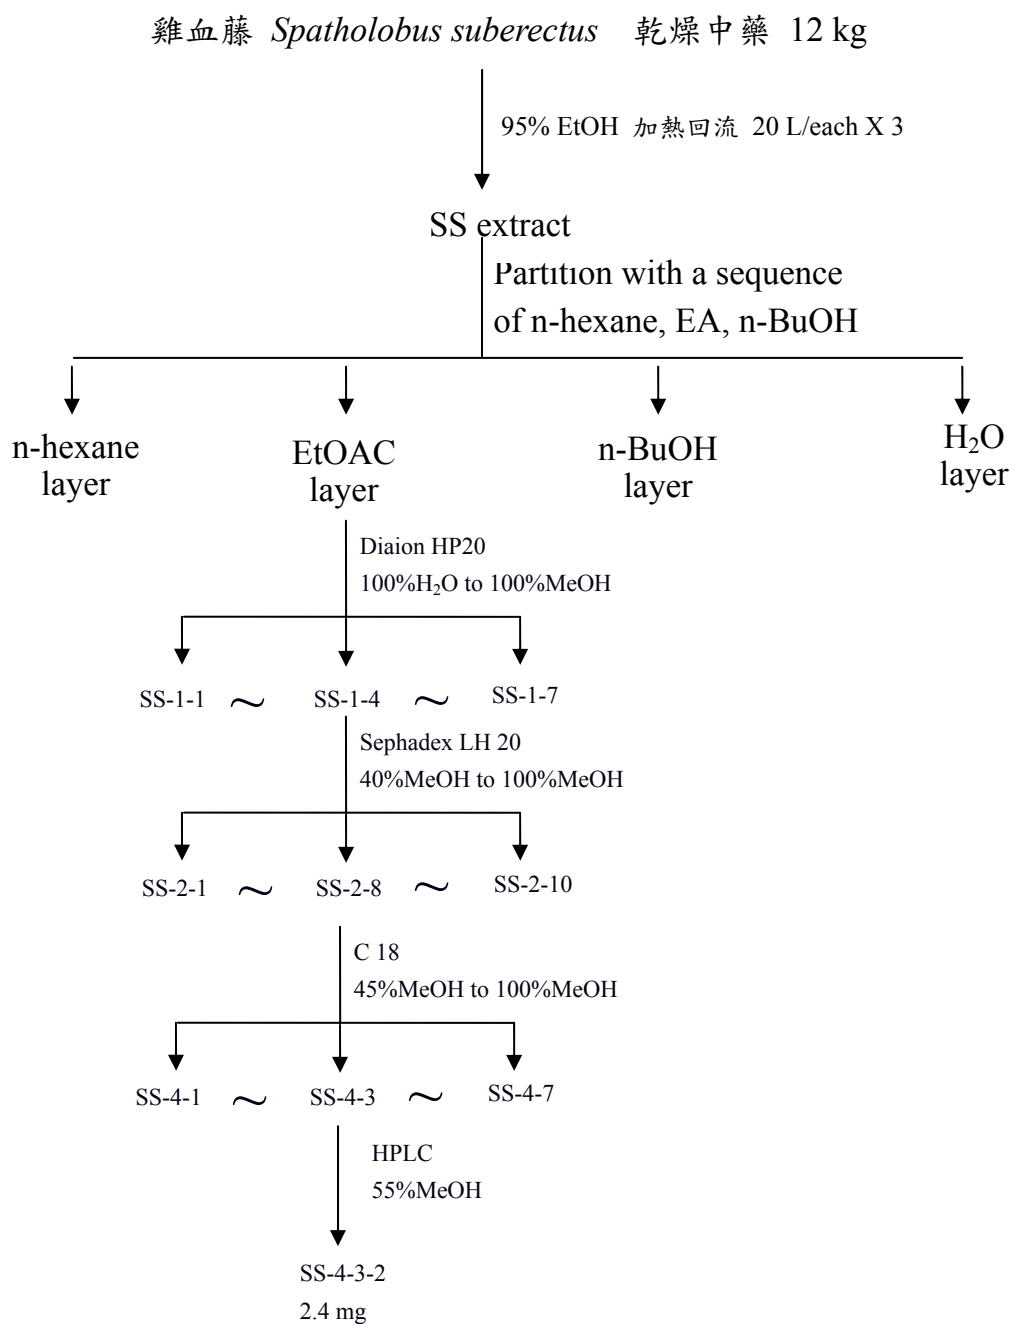 雞血藤 Spatholobus suberectus 乾燥中藥 12 kg
95% EtOH 加熱回流 20 L/each X 3
SS extract
Partition with a sequence
of n-hexane, EA, n-BuOH
n-hexane
layer
EtOAC
layer
n-BuOH
layer
H₂O
layer
Diaion HP20
100%H₂O to 100%MeOH
SS-1-1 ~ SS-1-4 ~ SS-1-7
Sephadex LH 20
40%MeOH to 100%MeOH
SS-2-1 ~ SS-2-8 ~ SS-2-10
C 18
45%MeOH to 100%MeOH
SS-4-1 ~ SS-4-3 ~ SS-4-7
HPLC
55%MeOH
SS-4-3-2
2.4 mg